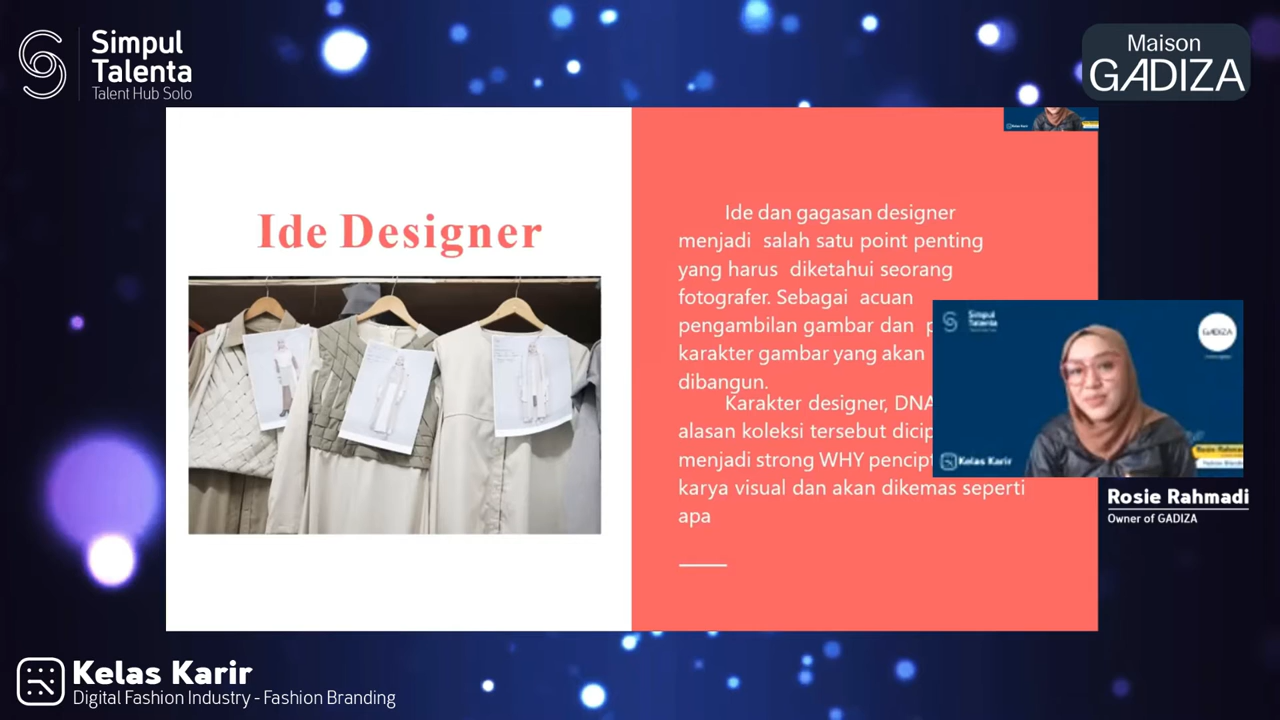 Simpul
Talenta
Talent Hub Solo
Maison
GADIZA
Ide Designer
Ide dan gagasan designer
menjadi salah satu point penting
yang harus diketahui seorang
fotografer. Sebagai acuan
pengambilan gambar dan
karakter gambar yang akan
dibangun.
Karakter designer, DNA
alasan koleksi tersebut
menjadi strong WHY
karya visual dan akan dikemas seperti
apa
Simpul
Talenta
GADIZA
Kelas Karir
Rosie Rahmadi
Owner of GADIZA
Kelas Karir
Digital Fashion Industry - Fashion Branding